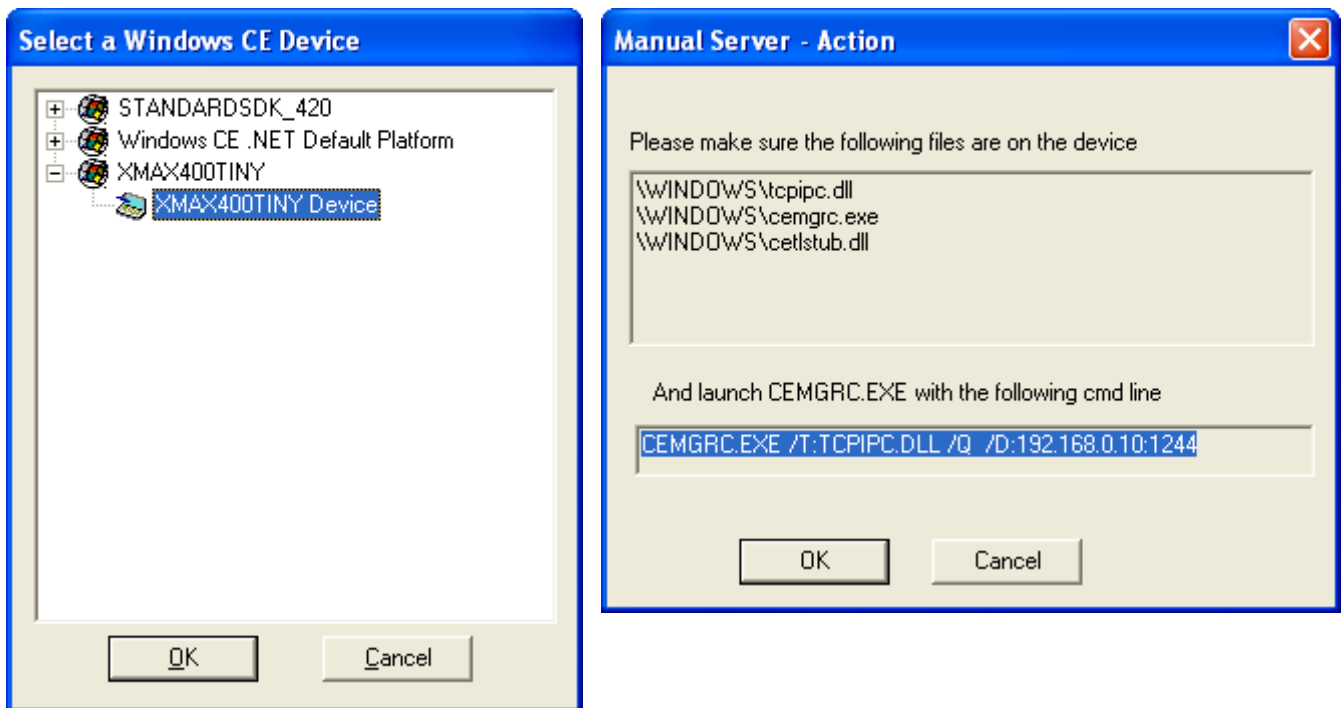 Select a Windows CE Device
STANDARDSDK_420
Windows CE .NET Default Platform
XMAX400TINY
XMAX400TINY Device
OK
Cancel
Manual Server - Action
Please make sure the following files are on the device
\WINDOWS\tcpipc.dll
\WINDOWS\cemgrc.exe
\WINDOWS\cetlstub.dll
And launch CEMGRC.EXE with the following cmd line
CEMGRC.EXE /T:TCPIPC.DLL /Q  /D:192.168.0.10:1244
OK
Cancel